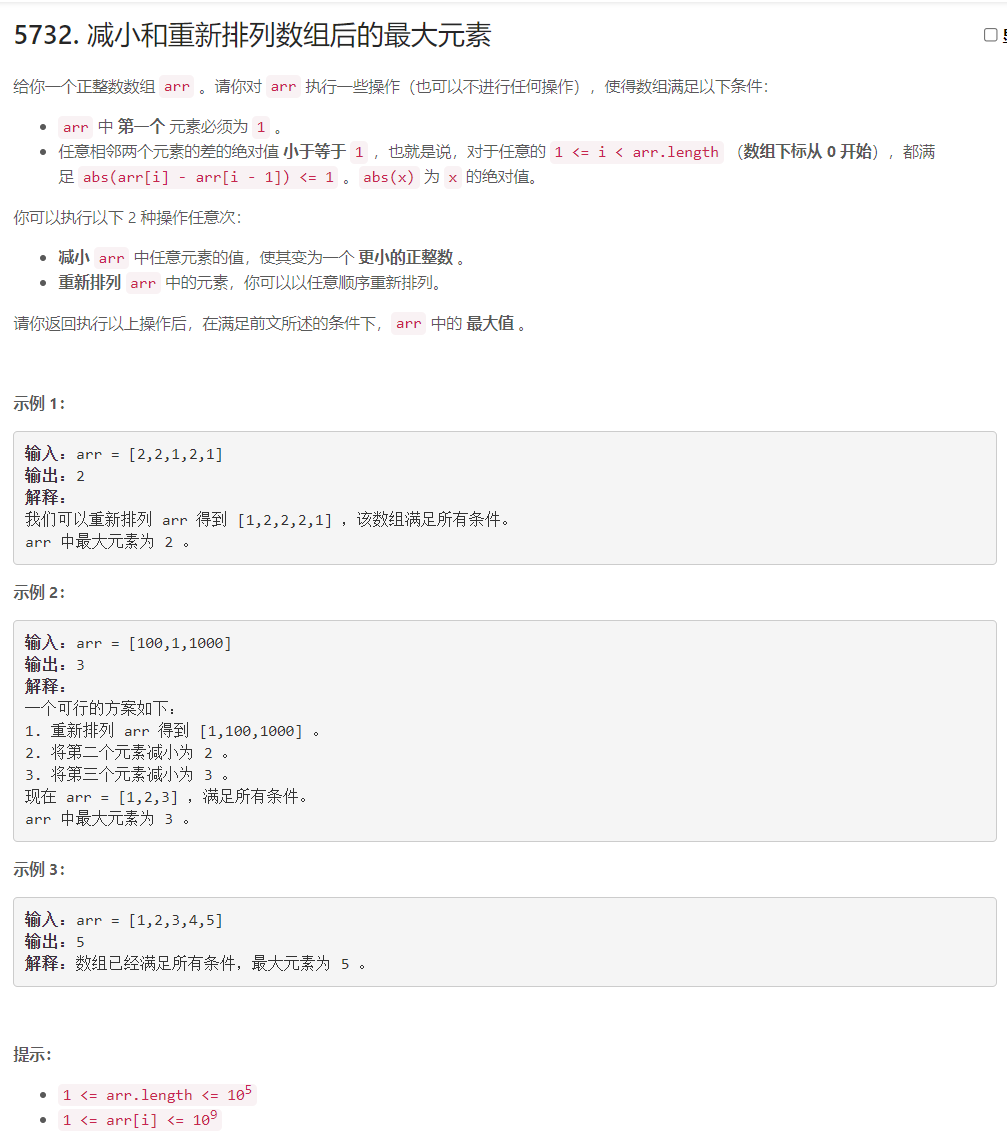 5732. 减小和重新排列数组后的最大元素
给你一个正整数数组 arr 。请你对 arr 执行一些操作（也可以不进行任何操作），使得数组满足以下条件：
arr 中 第一个 元素必须为 1 。
任意相邻两个元素的差的绝对值 小于等于 1 ，也就是说，对于任意的 1 <= i < arr.length （数组下标从 0 开始），都满
足 abs(arr[i] - arr[i - 1]) <= 1 。abs(x) 为 x 的绝对值。
你可以执行以下 2 种操作任意次：
减小 arr 中任意元素的值，使其变为一个 更小的正整数 。
重新排列 arr 中的元素，你可以以任意顺序重新排列。
请你返回执行以上操作后，在满足前文所述的条件下，arr 中的 最大值 。
示例 1：
输入：arr = [2,2,1,2,1]
输出：2
解释：
我们可以重新排列 arr 得到 [1,2,2,2,1] ，该数组满足所有条件。
arr 中最大元素为 2 。
示例 2：
输入：arr = [100,1,1000]
输出：3
解释：
一个可行的方案如下：
1. 重新排列 arr 得到 [1,100,1000] 。
2. 将第二个元素减小为 2 。
3. 将第三个元素减小为 3 。
现在 arr = [1,2,3] ，满足所有条件。
arr 中最大元素为 3 。
示例 3：
输入：arr = [1,2,3,4,5]
输出：5
解释：数组已经满足所有条件，最大元素为 5 。
提示：
1 <= arr.length <= 10⁵
1 <= arr[i] <= 10⁹